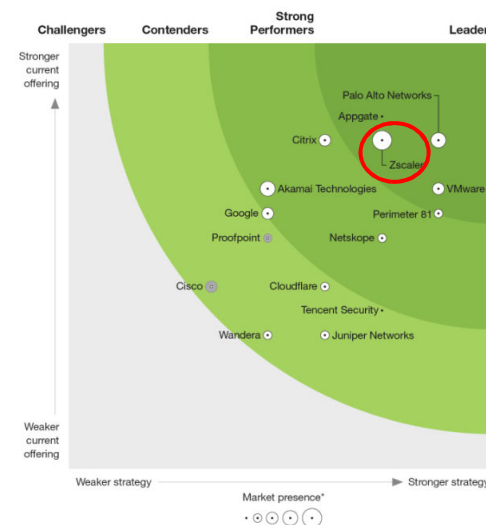 Challengers
Contenders
Strong
Performers
Leader
Stronger
current
offering
Palo Alto Networks
Appgate
Citrix
Zscaler
Akamai Technologies
VMware
Google
Perimeter 81
Proofpoint
Netskope
Cisco
Cloudflare
Tencent Security
Wandera
Juniper Networks
Weaker
current
offering
Weaker strategy
Stronger strategy
Market presence*